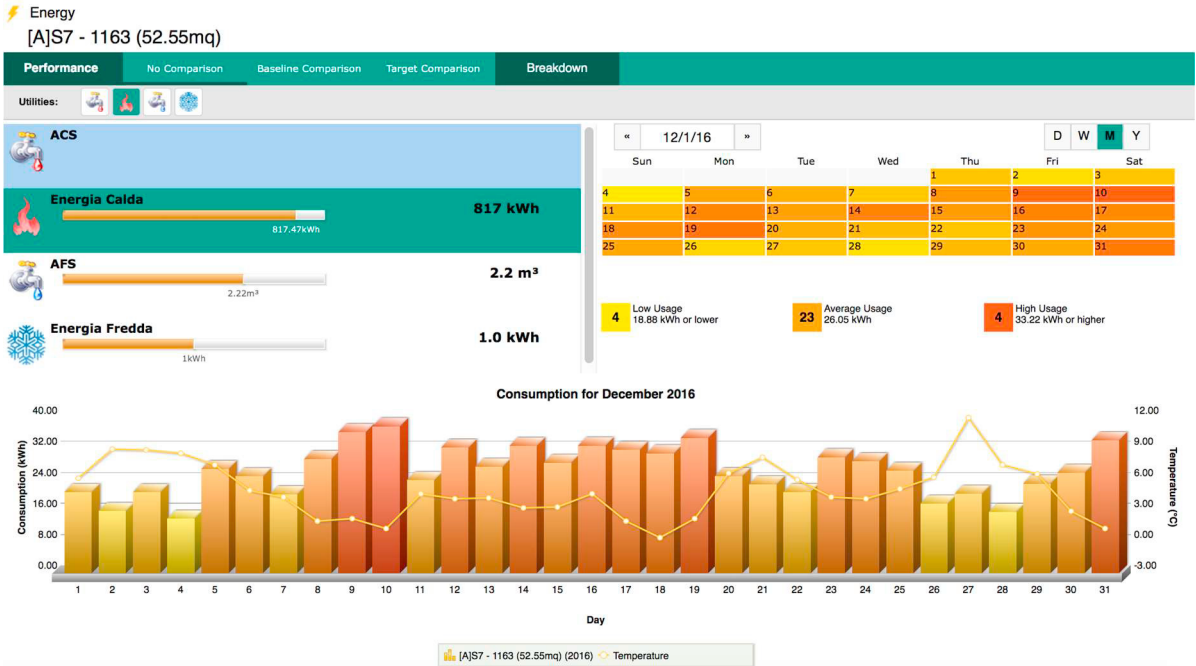 Energy
[A]S7 - 1163 (52.55mq)
Performance No Comparison Baseline Comparison Target Comparison Breakdown
Utilities:
ACS
Energia Calda
817 kWh
817.47kWh
AFS
2.2 m³
2.22m³
Energia Fredda
1.0 kWh
1kWh
« 12/1/16 » D W M Y
Sun Mon Tue Wed Thu Fri Sat
1 2 3
4 5 6 7 8 9 10
11 12 13 14 15 16 17
18 19 20 21 22 23 24
25 26 27 28 29 30 31
4 Low Usage
18.88 kWh or lower
23 Average Usage
26.05 kWh
4 High Usage
33.22 kWh or higher
Consumption for December 2016
Consumption (kWh)
40.00
32.00
24.00
16.00
8.00
0.00
12.00
9.00
6.00
3.00
0.00
-3.00
Temperature (°C)
1 2 3 4 5 6 7 8 9 10 11 12 13 14 15 16 17 18 19 20 21 22 23 24 25 26 27 28 29 30 31
Day
[A]S7 - 1163 (52.55mq) (2016) Temperature